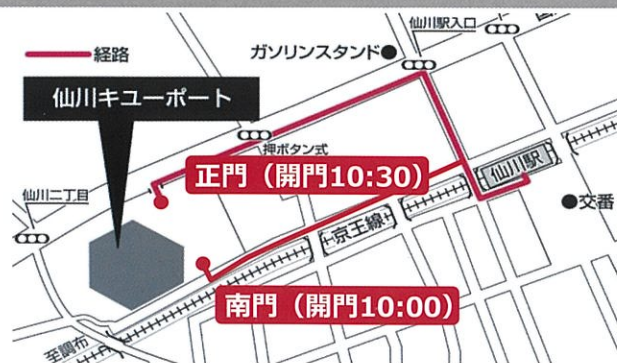 仙川駅入口
経路
ガソリンスタンド
仙川キユーポート
押ボタン式
正門（開門10:30）
仙川駅
仙川二丁目
交番
京王線
南門（開門10:00）
至調布